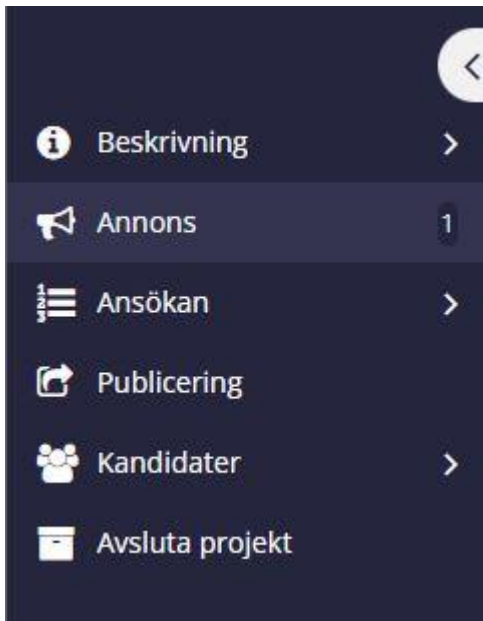 Beskrivning
Annons 1
Ansökan
Publicering
Kandidater
Avsluta projekt